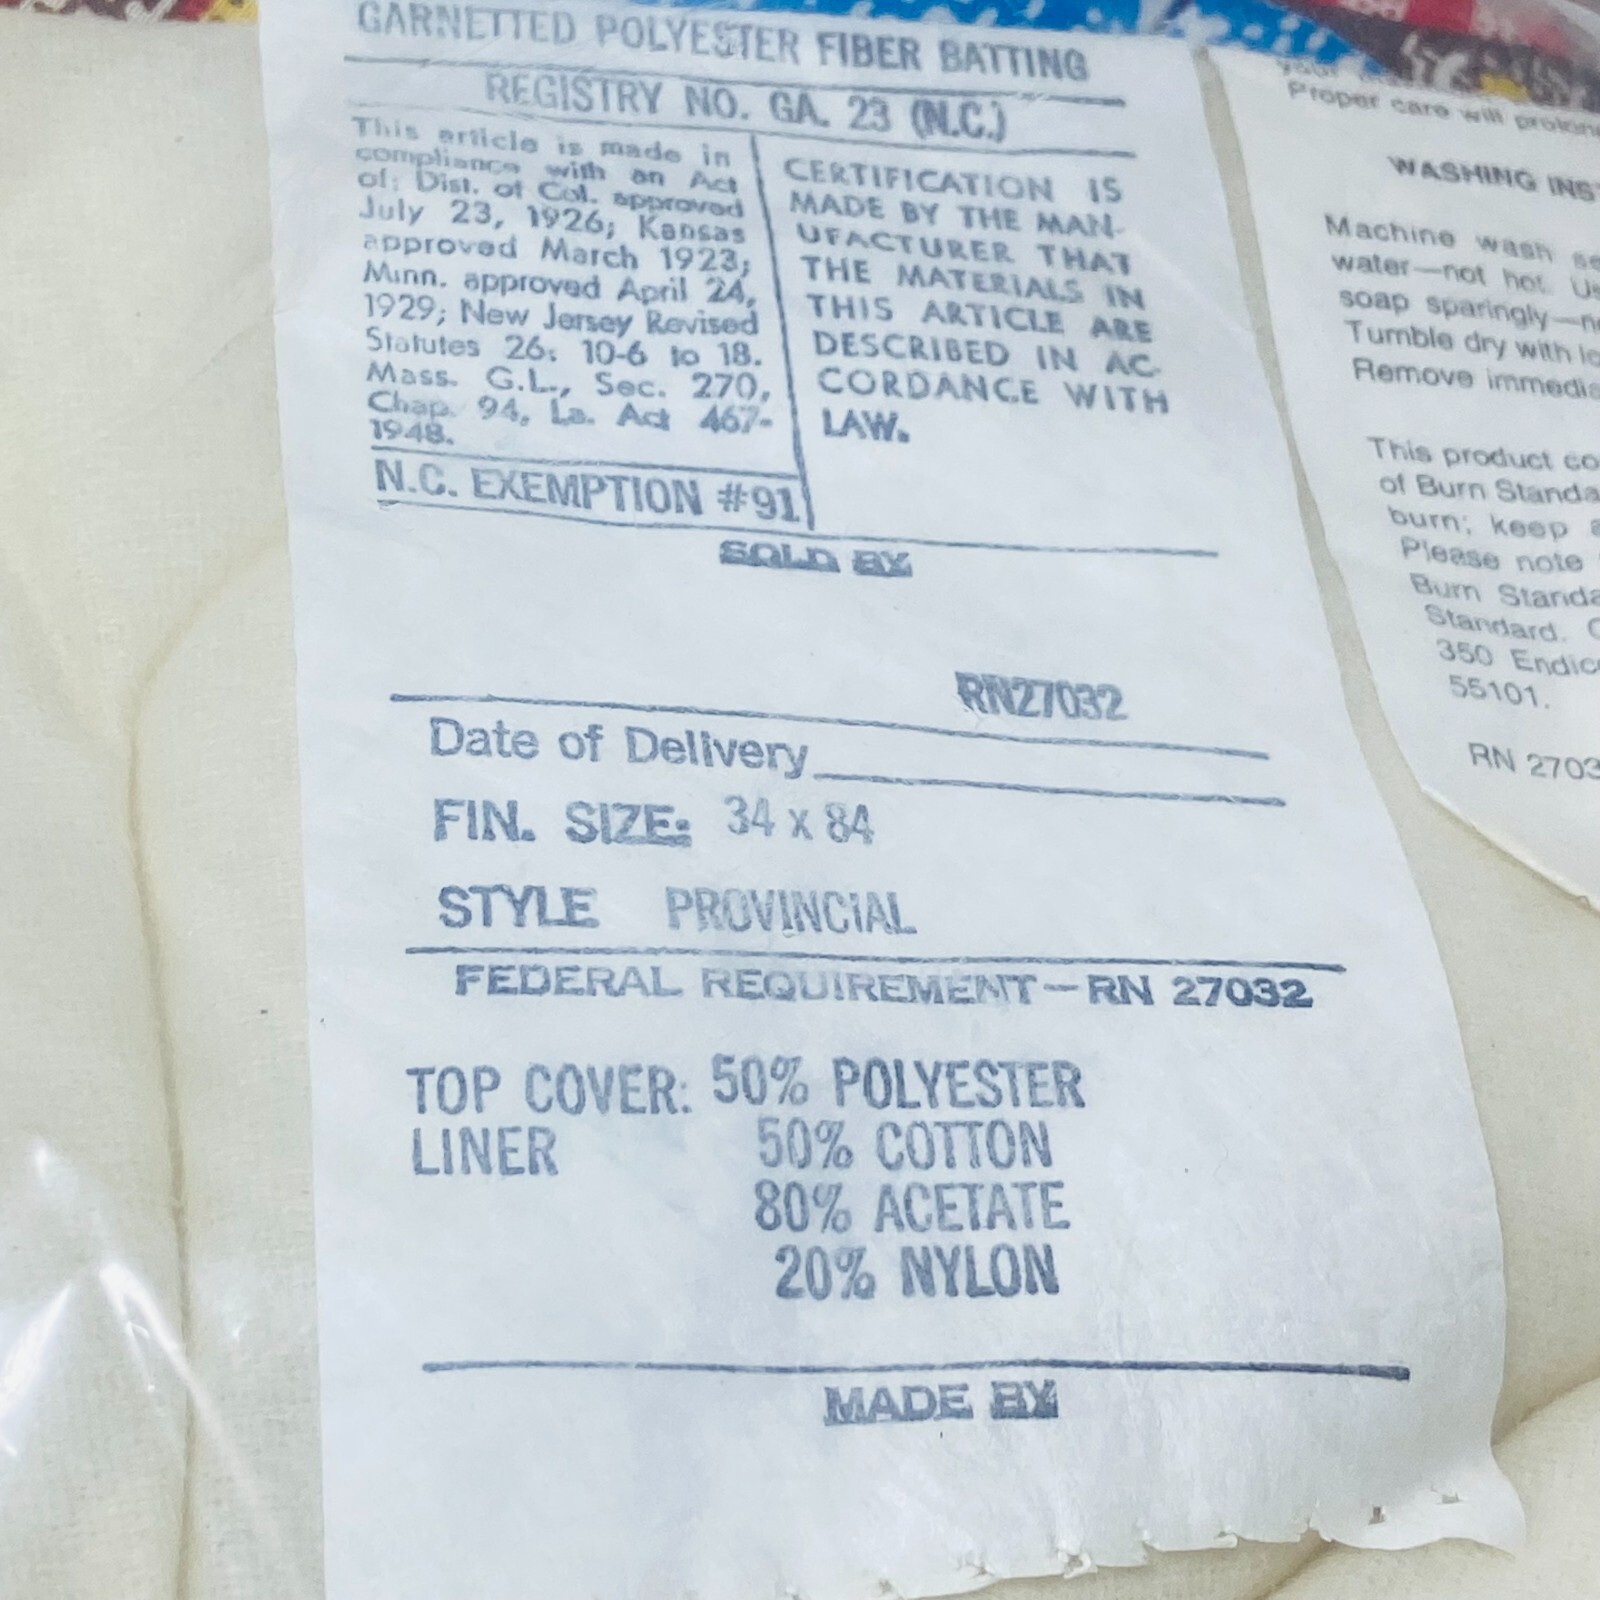 GARNETTED POLYESTER FIBER BATTING
REGISTRY NO. GA. 23 (N.C.)
This article is made in
compliance with an Act
of: Dist. of Col. approved
July 23, 1926; Kansas
approved March 1923;
Minn. approved April 24,
1929; New Jersey Revised
Statutes 26: 10-6 to 18.
Mass. G.L., Sec. 270,
Chap. 94, La. Act 467-
1948.
N.C. EXEMPTION #91
CERTIFICATION IS
MADE BY THE MAN-
UFACTURER THAT
THE MATERIALS IN
THIS ARTICLE ARE
DESCRIBED IN AC-
CORDANCE WITH
LAW.
SOLD BY
RN27032
Date of Delivery
FIN. SIZE: 34 x 84
STYLE PROVINCIAL
FEDERAL REQUIREMENT—RN 27032
TOP COVER: 50% POLYESTER
LINER 50% COTTON
80% ACETATE
20% NYLON
MADE BY
your
Proper care will
WASHING
Machine wash
water—not hot.
soap sparingly—
Tumble dry with
Remove
This product
of Burn
burn; keep
Please note
Burn
Standard.
350
55101.
RN